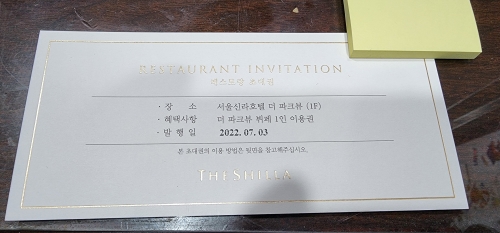 RESTAURANT INVITATION
레스토랑 초대권
· 장 소 서울신라호텔 더 파크뷰 (1F)
· 혜택사항 더 파크뷰 뷔페 1인 이용권
· 발 행 일 2022. 07. 03
본 초대권의 이용 방법은 뒷면을 참고해주십시오.
THE SHILLA